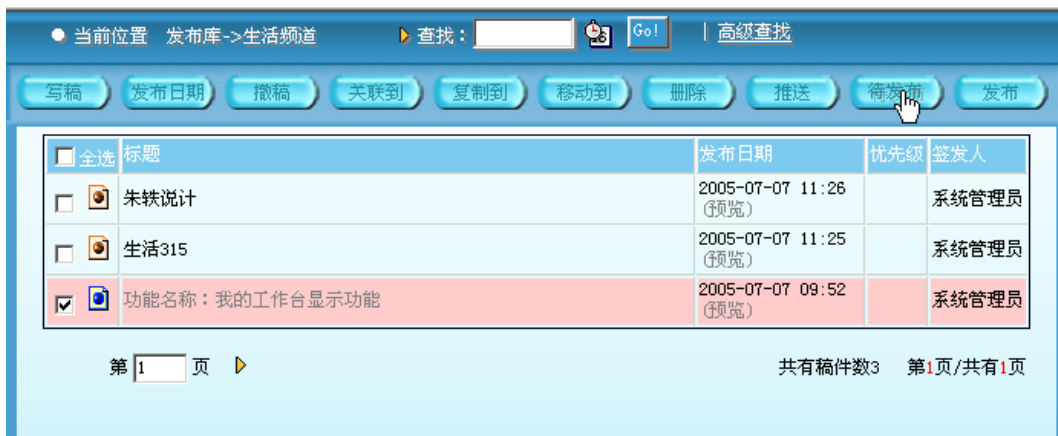 当前位置 发布库->生活频道 查找： Go! | 高级查找
写稿 发布日期 撤稿 关联到 复制到 移动到 删除 推送 待发布 发布
全选 标题 发布日期 优先级 签发人
朱轶说计 2005-07-07 11:26 系统管理员
(预览)
生活315 2005-07-07 11:25 系统管理员
(预览)
功能名称：我的工作台显示功能 2005-07-07 09:52 系统管理员
(预览)
第 1 页 共有稿件数3 第1页/共有1页